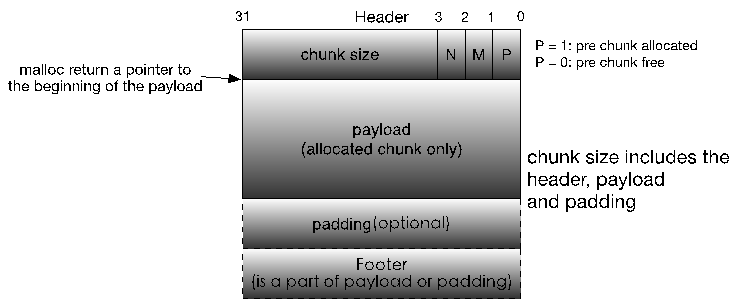 31 Header 3 2 1 0
chunk size N M P
P = 1: pre chunk allocated
P = 0: pre chunk free
malloc return a pointer to
the beginning of the payload
payload
(allocated chunk only)
chunk size includes the
header, payload
and padding
padding(optional)
Footer
(is a part of payload or padding)